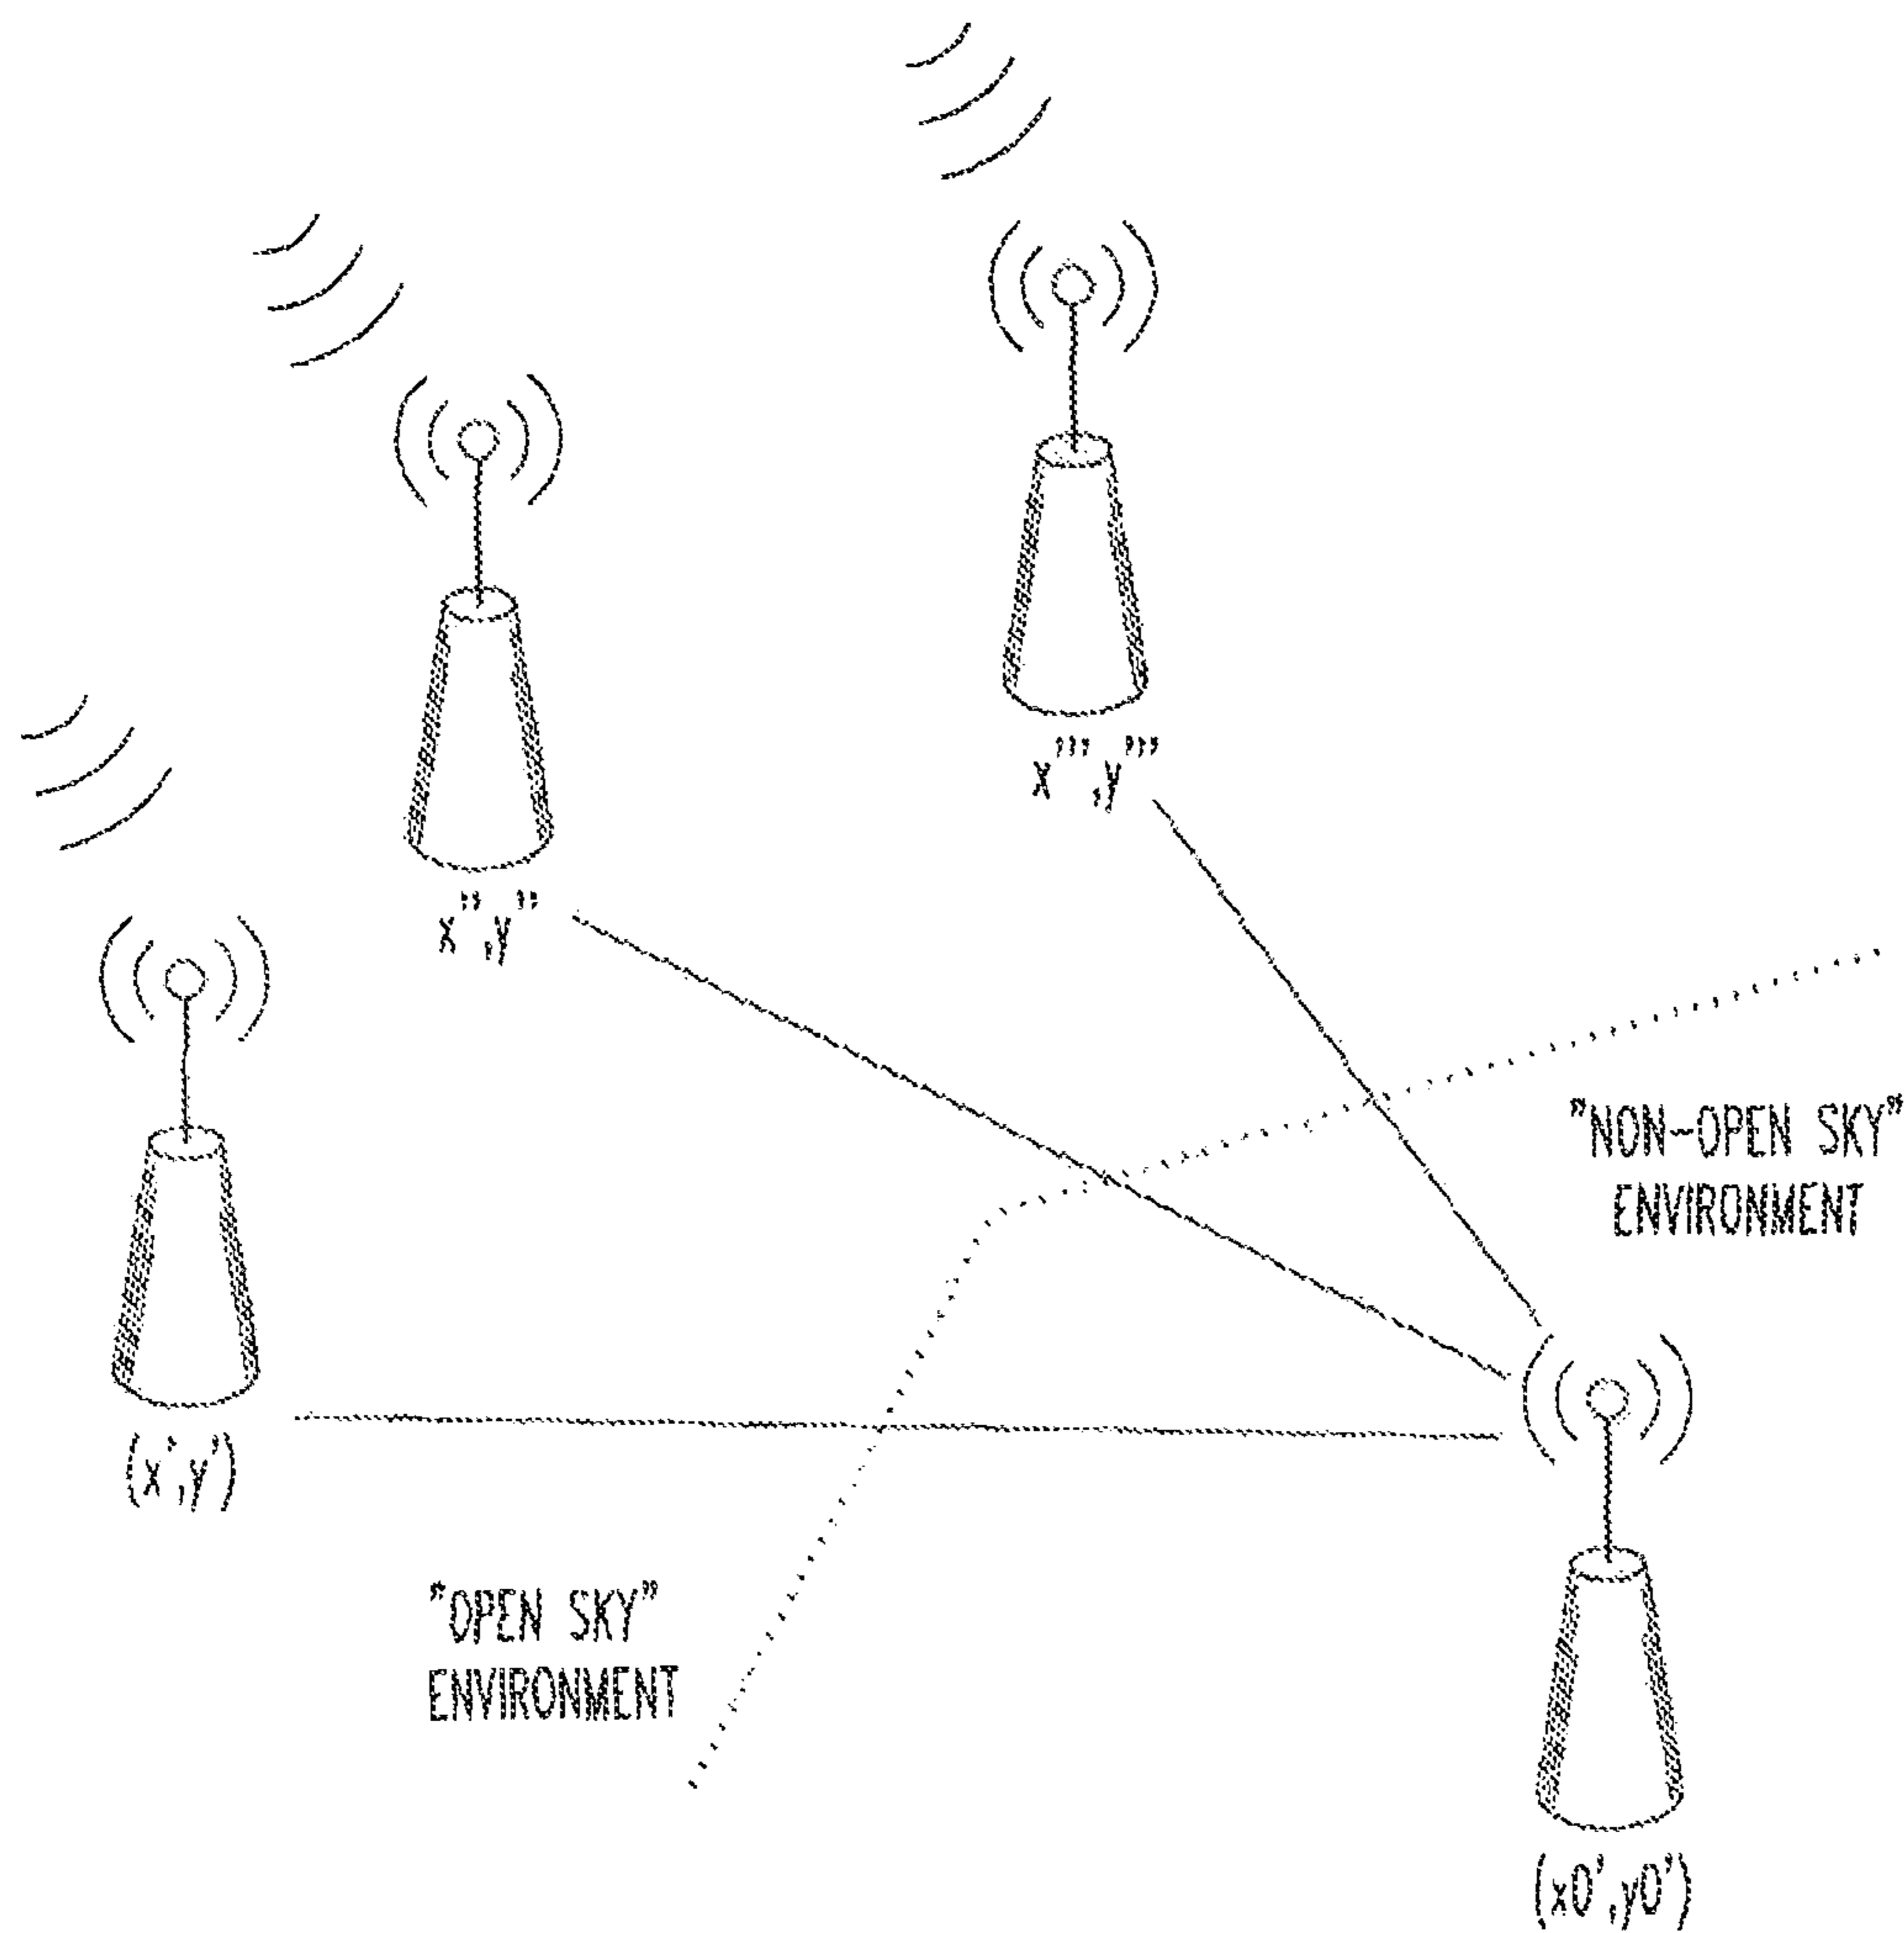 x''',y'''
x'',y''
"NON-OPEN SKY"
ENVIRONMENT
(x',y')
"OPEN SKY"
ENVIRONMENT
(x0',y0')